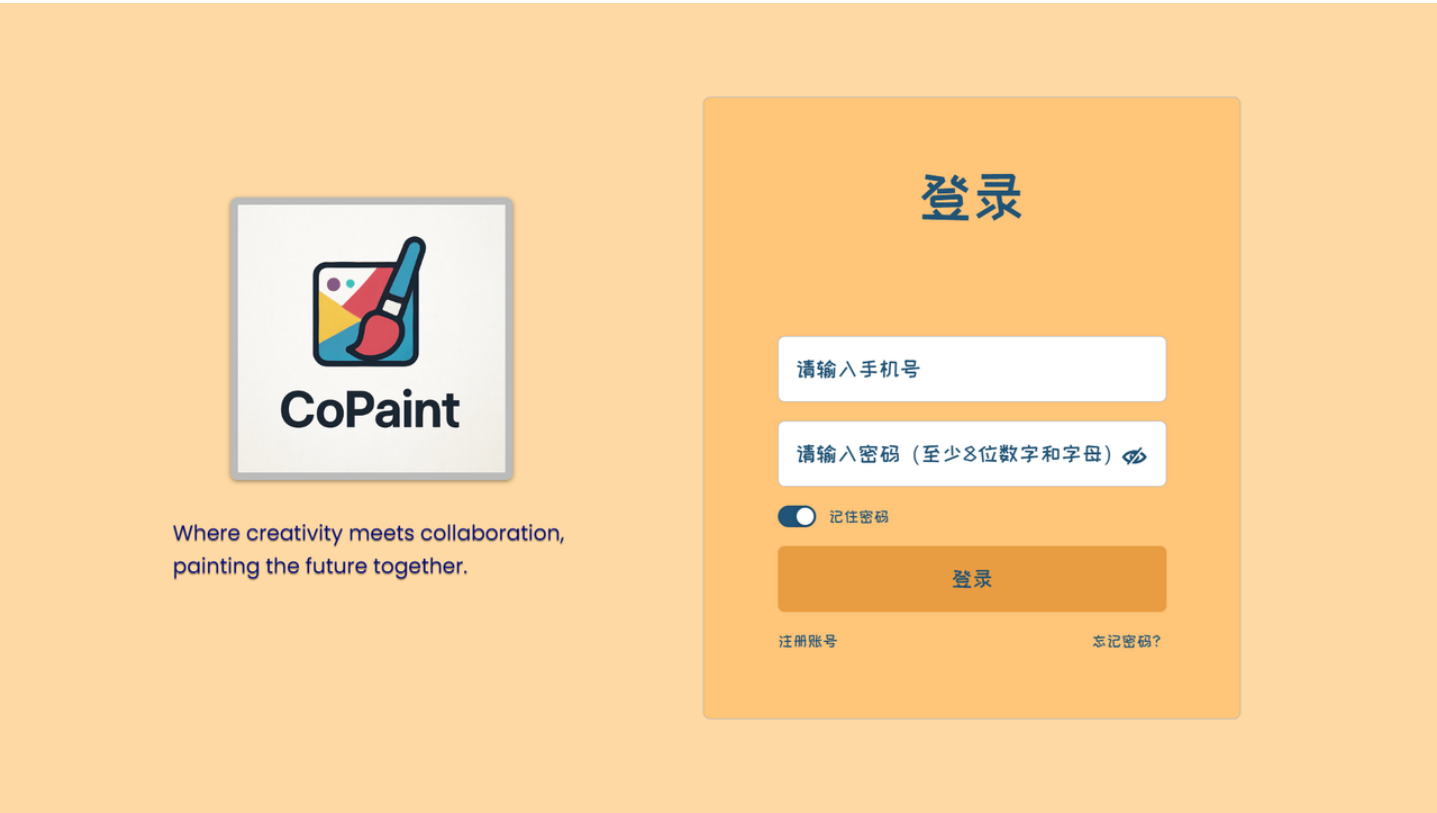 CoPaint
Where creativity meets collaboration,
painting the future together.
登录
请输入手机号
请输入密码（至少8位数字和字母）
记住密码
登录
注册账号
忘记密码?